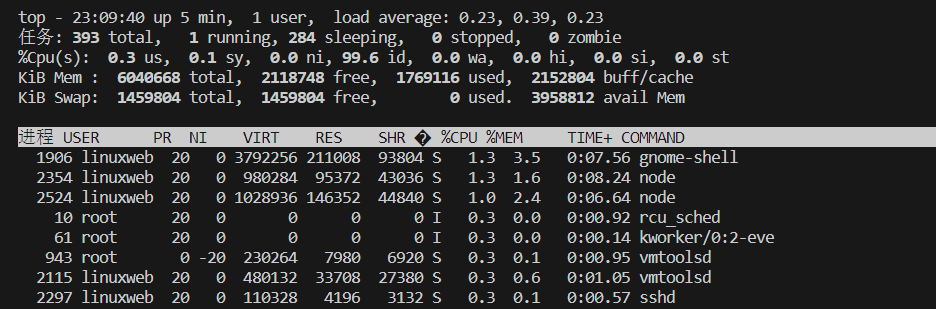 top - 23:09:40 up 5 min,  1 user,  load average: 0.23, 0.39, 0.23
任务: 393 total,   1 running, 284 sleeping,   0 stopped,   0 zombie
%Cpu(s):  0.3 us,  0.1 sy,  0.0 ni, 99.6 id,  0.0 wa,  0.0 hi,  0.0 si,  0.0 st
KiB Mem :  6040668 total,  2118748 free,  1769116 used,  2152804 buff/cache
KiB Swap:  1459804 total,  1459804 free,        0 used.  3958812 avail Mem
进程 USER      PR  NI    VIRT    RES    SHR � %CPU %MEM     TIME+ COMMAND
1906 linuxweb  20   0 3792256 211008  93804 S   1.3  3.5   0:07.56 gnome-shell
2354 linuxweb  20   0  980284  95372  43036 S   1.3  1.6   0:08.24 node
2524 linuxweb  20   0 1028936 146352  44840 S   1.0  2.4   0:06.64 node
10 root      20   0       0      0      0 I   0.3  0.0   0:00.92 rcu_sched
61 root      20   0       0      0      0 I   0.3  0.0   0:00.14 kworker/0:2-eve
943 root       0 -20  230264   7980   6920 S   0.3  0.1   0:00.95 vmtoolsd
2115 linuxweb  20   0  480132  33708  27380 S   0.3  0.6   0:01.05 vmtoolsd
2297 linuxweb  20   0  110328   4196   3132 S   0.3  0.1   0:00.57 sshd